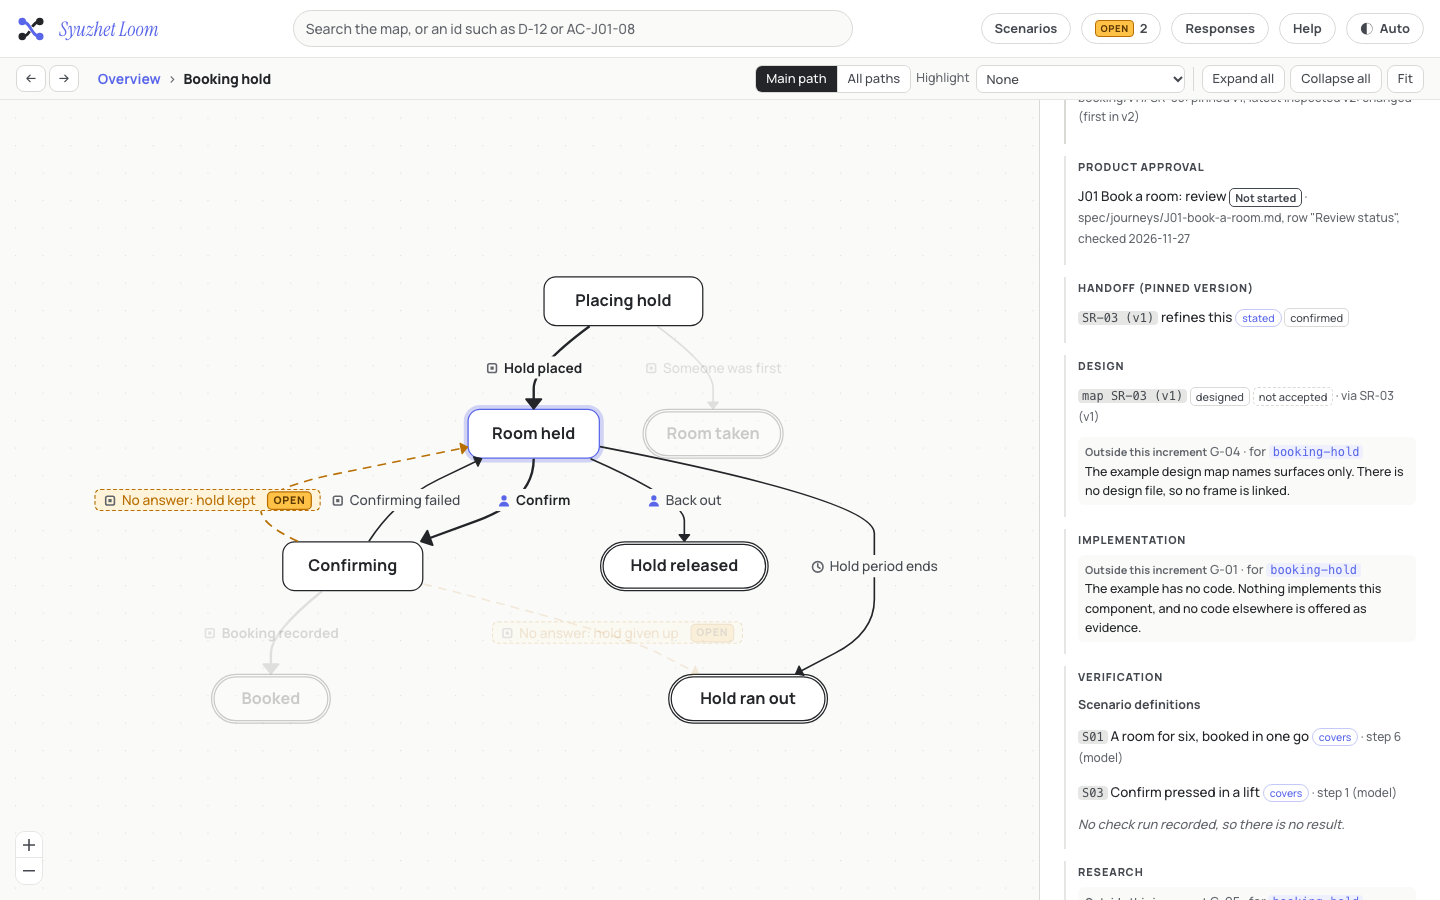 Syuzhet Loom
Search the map, or an id such as D-12 or AC-J01-08
Scenarios
OPEN 2
Responses
Help
Auto
Overview › Booking hold
Main path
All paths
Highlight
None
Expand all
Collapse all
Fit
Placing hold
Hold placed
Someone was first
Room held
Room taken
No answer: hold kept OPEN
Confirming failed
Confirm
Back out
Confirming
Hold released
Hold period ends
Booking recorded
No answer: hold given up OPEN
Booked
Hold ran out
(first in v2)
PRODUCT APPROVAL
J01 Book a room: review Not started ·
spec/journeys/J01-book-a-room.md, row "Review status",
checked 2026-11-27
HANDOFF (PINNED VERSION)
SR-03 (v1) refines this stated confirmed
DESIGN
map SR-03 (v1) designed not accepted · via SR-03
(v1)
Outside this increment G-04 · for booking-hold
The example design map names surfaces only. There is
no design file, so no frame is linked.
IMPLEMENTATION
Outside this increment G-01 · for booking-hold
The example has no code. Nothing implements this
component, and no code elsewhere is offered as
evidence.
VERIFICATION
Scenario definitions
S01 A room for six, booked in one go covers · step 6
(model)
S03 Confirm pressed in a lift covers · step 1 (model)
No check run recorded, so there is no result.
RESEARCH